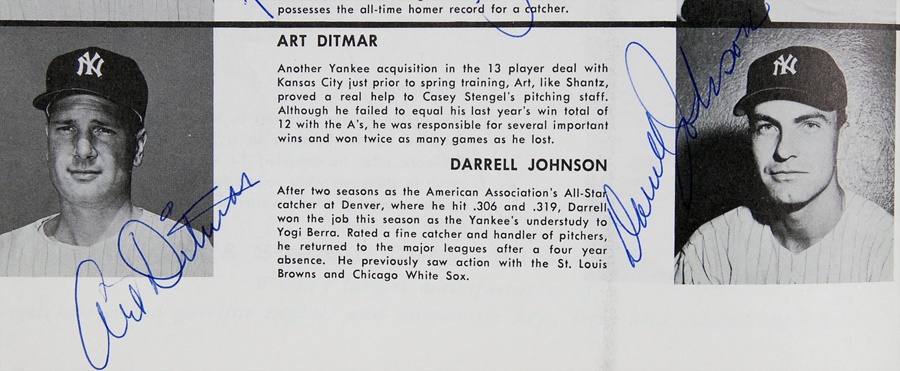 possesses the all-time homer record for a catcher.
ART DITMAR
Another Yankee acquisition in the 13 player deal with
Kansas City just prior to spring training, Art, like Shantz,
proved a real help to Casey Stengel's pitching staff.
Although he failed to equal his last year's win total of
12 with the A's, he was responsible for several important
wins and won twice as many games as he lost.
DARRELL JOHNSON
After two seasons as the American Association's All-Star
catcher at Denver, where he hit .306 and .319, Darrell
won the job this season as the Yankee's understudy to
Yogi Berra. Rated a fine catcher and handler of pitchers,
he returned to the major leagues after a four year
absence. He previously saw action with the St. Louis
Browns and Chicago White Sox.
NY
Art Ditmar
NY
Darrell Johnson